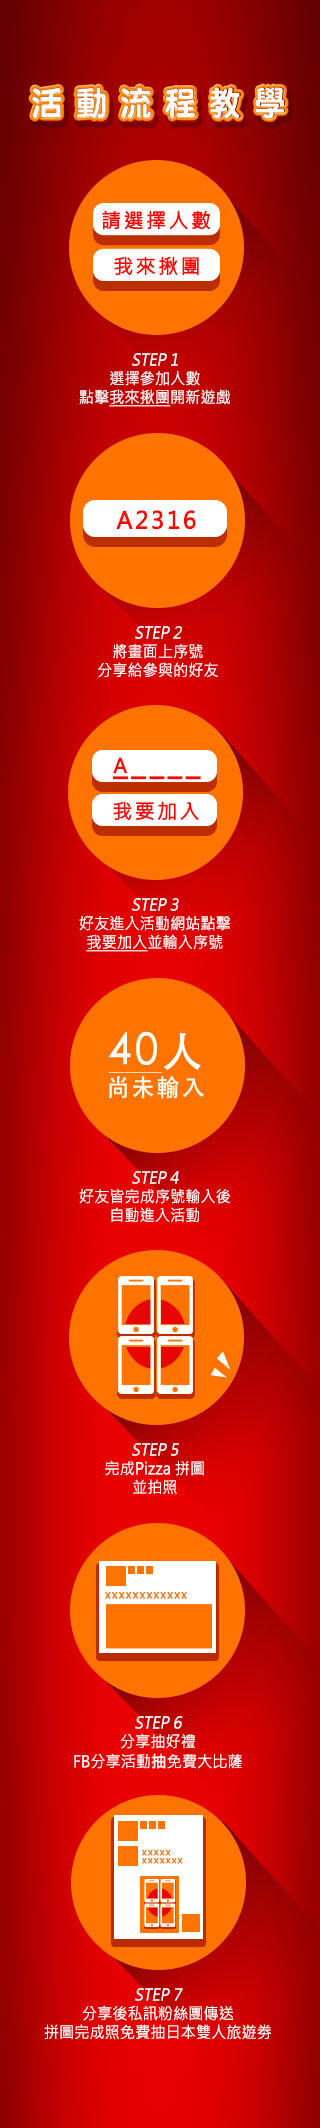 活動流程教學
請選擇人數
我來揪團
STEP 1
選擇參加人數
點擊我來揪團開新遊戲
A2316
STEP 2
將畫面上序號
分享給參與的好友
A_____
我要加入
STEP 3
好友進入活動網站點擊
我要加入並輸入序號
40人
尚未輸入
STEP 4
好友皆完成序號輸入後
自動進入活動
STEP 5
完成Pizza 拼圖
並拍照
XXXXXXXXXXXX
STEP 6
分享抽好禮
FB分享活動抽免費大比薩
XXXXX
XXXXXXX
STEP 7
分享後私訊粉絲團傳送
拼圖完成照免費抽日本雙人旅遊券